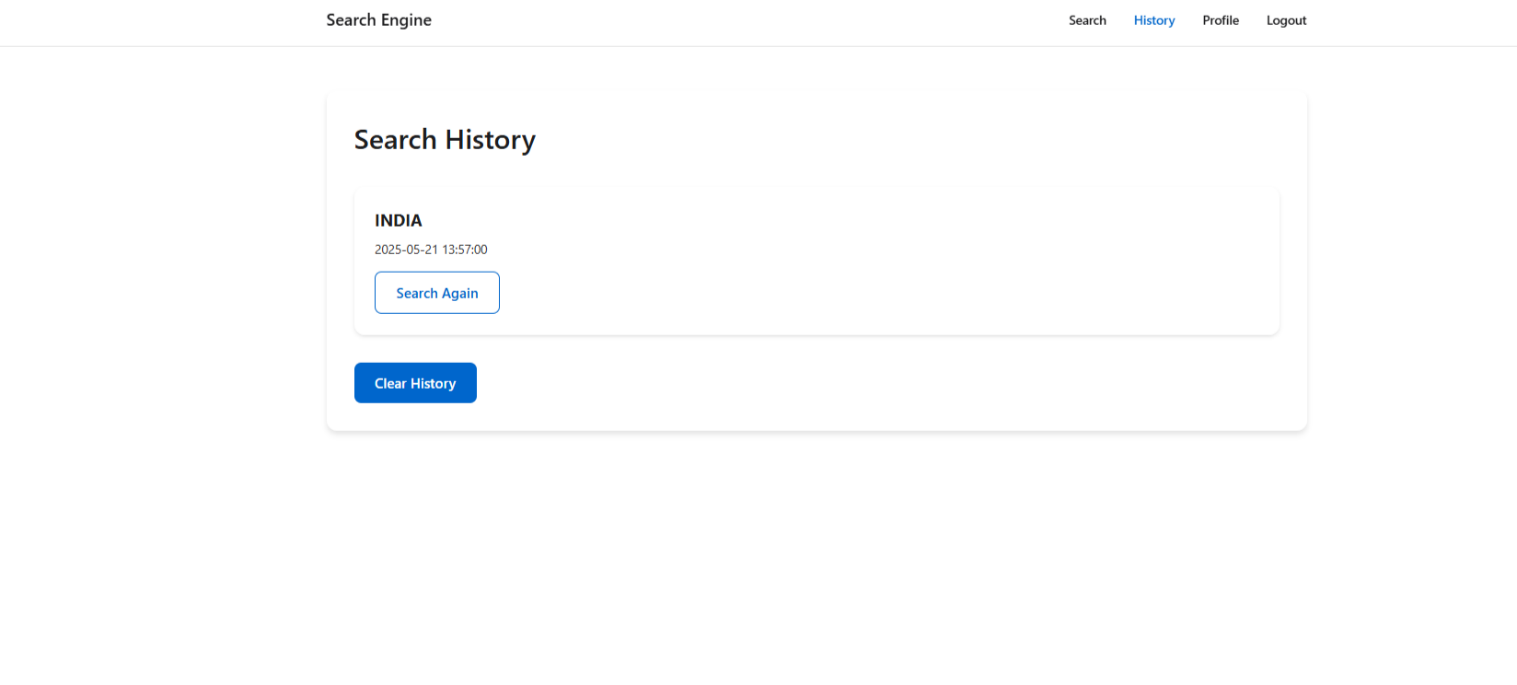 Search Engine
Search History Profile Logout
Search History
INDIA
2025-05-21 13:57:00
Search Again
Clear History